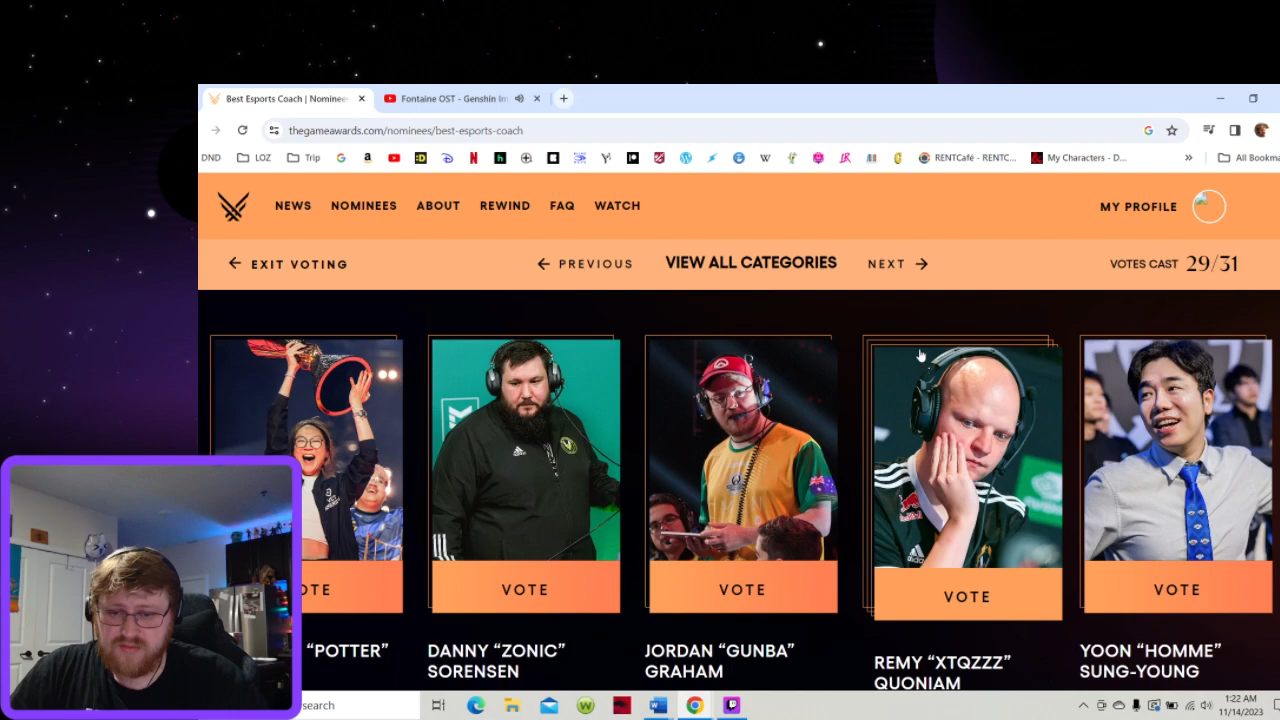 Best Esports Coach | Nominee
Fontaine OST - Genshin Im
thegameawards.com/nominees/best-esports-coach
DND
LOZ
Trip
RENTCafé - RENTC...
My Characters - D...
All Bookma
NEWS
NOMINEES
ABOUT
REWIND
FAQ
WATCH
MY PROFILE
EXIT VOTING
PREVIOUS
VIEW ALL CATEGORIES
NEXT
VOTES CAST 29/31
OTE
VOTE
VOTE
VOTE
VOTE
"POTTER"
DANNY “ZONIC”
SORENSEN
JORDAN “GUNBA”
GRAHAM
REMY “XTQZZZ”
QUONIAM
YOON “HOMME”
SUNG-YOUNG
search
1:22 AM
11/14/2023